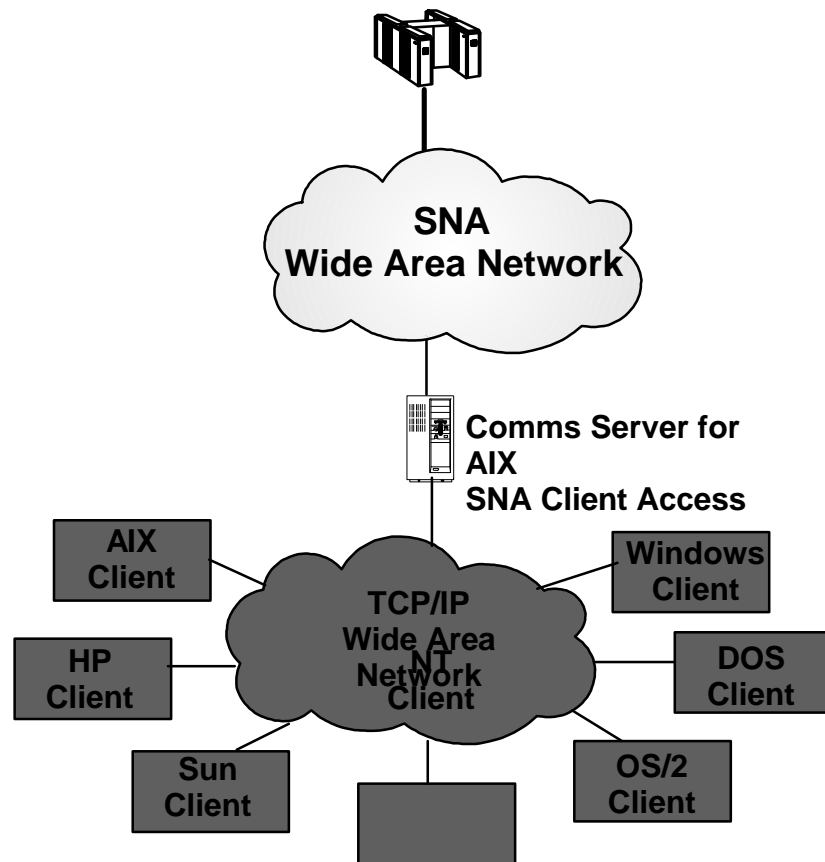 SNA
Wide Area Network
Comms Server for
AIX
SNA Client Access
AIX
Client
Windows
Client
TCP/IP
Wide Area
Network
NT
Client
HP
Client
DOS
Client
Sun
Client
OS/2
Client